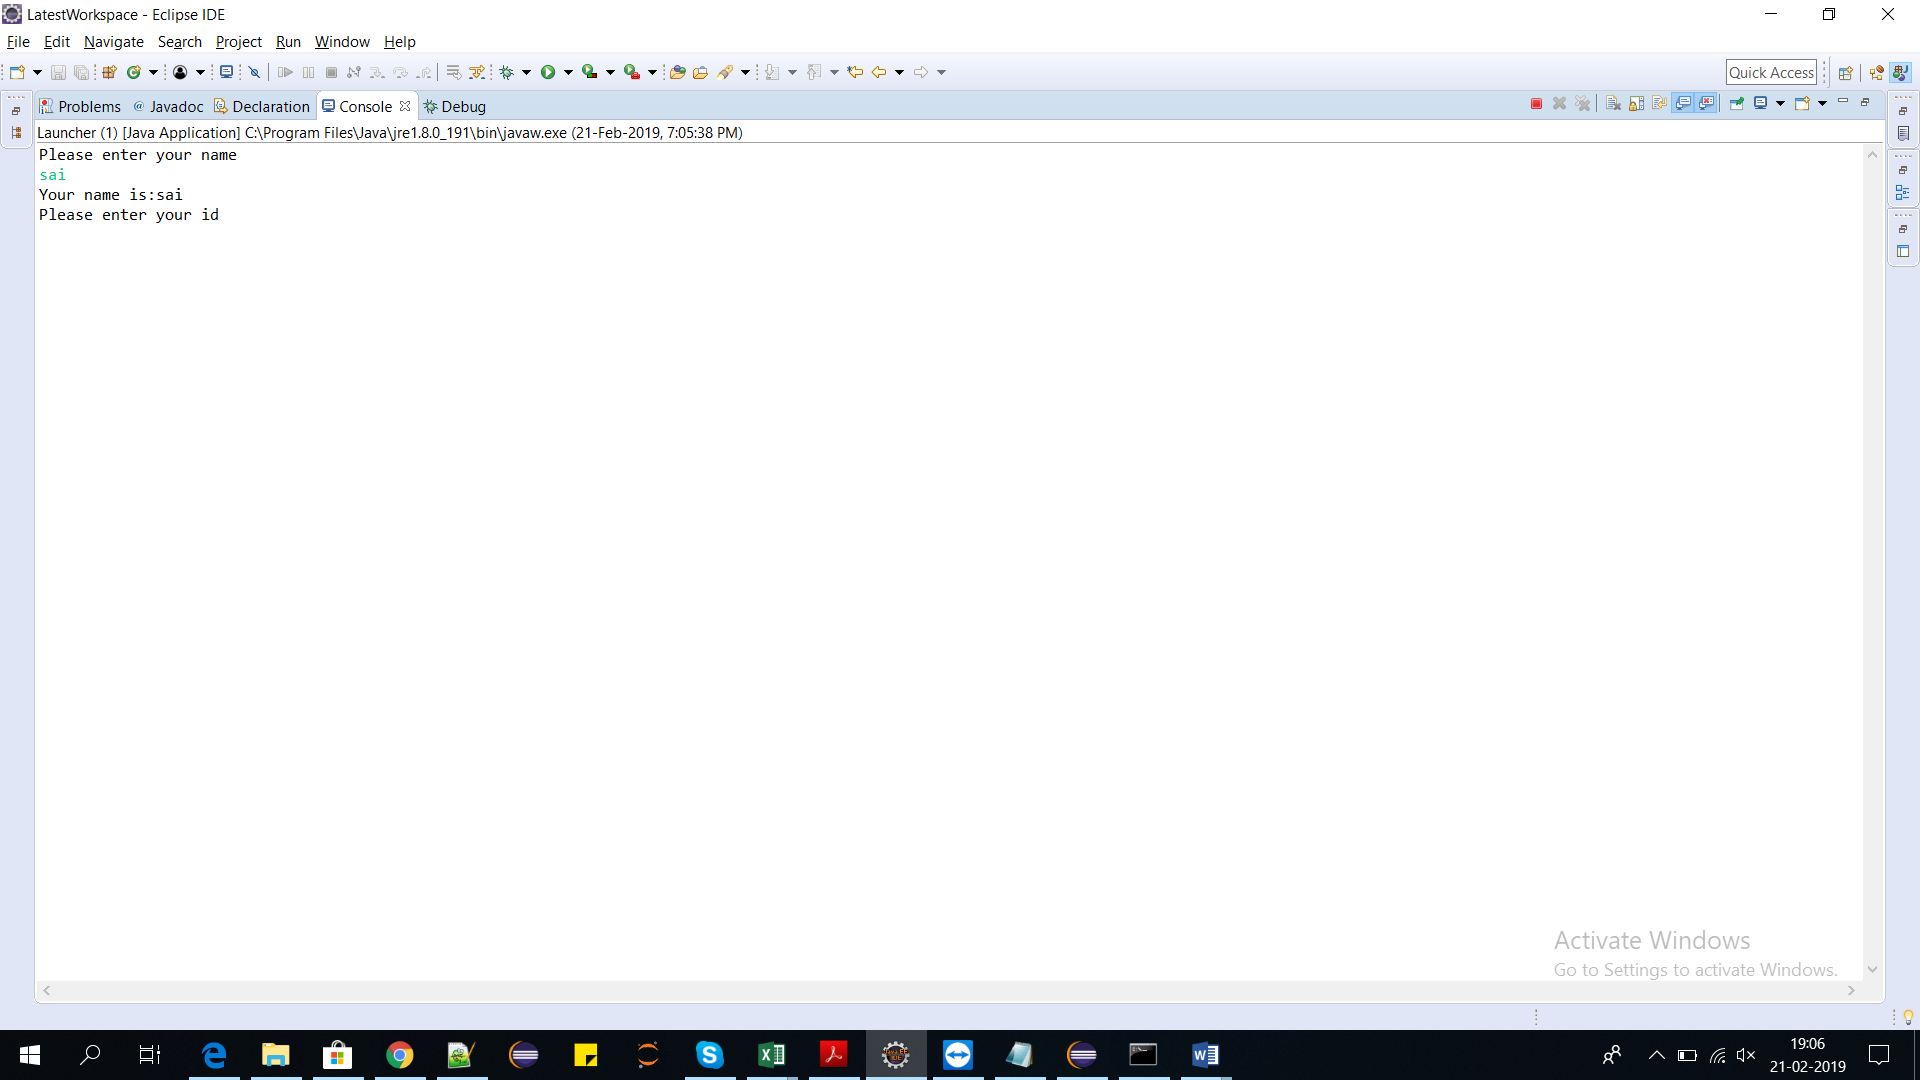 LatestWorkspace - Eclipse IDE
File Edit Navigate Search Project Run Window Help
Quick Access
Problems @ Javadoc Declaration Console Debug
Launcher (1) [Java Application] C:\Program Files\Java\jre1.8.0_191\bin\javaw.exe (21-Feb-2019, 7:05:38 PM)
Please enter your name
sai
Your name is:sai
Please enter your id
Activate Windows
Go to Settings to activate Windows.
19:06
21-02-2019